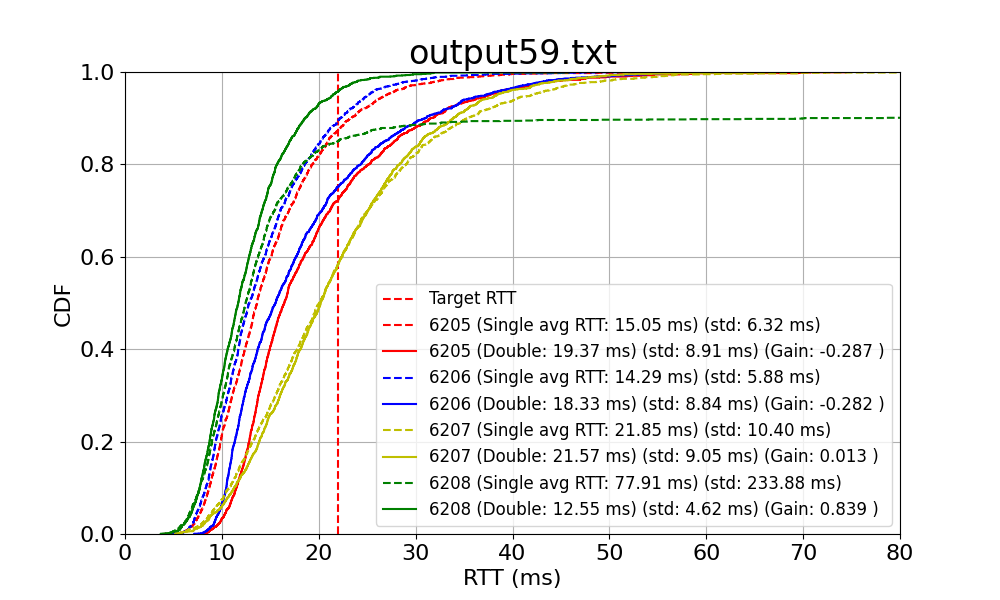 output59.txt
1.0
0.8
0.6
0.4
0.2
0.0
CDF
Target RTT
6205 (Single avg RTT: 15.05 ms) (std: 6.32 ms)
6205 (Double: 19.37 ms) (std: 8.91 ms) (Gain: -0.287 )
6206 (Single avg RTT: 14.29 ms) (std: 5.88 ms)
6206 (Double: 18.33 ms) (std: 8.84 ms) (Gain: -0.282 )
6207 (Single avg RTT: 21.85 ms) (std: 10.40 ms)
6207 (Double: 21.57 ms) (std: 9.05 ms) (Gain: 0.013 )
6208 (Single avg RTT: 77.91 ms) (std: 233.88 ms)
6208 (Double: 12.55 ms) (std: 4.62 ms) (Gain: 0.839 )
0 10 20 30 40 50 60 70 80
RTT (ms)